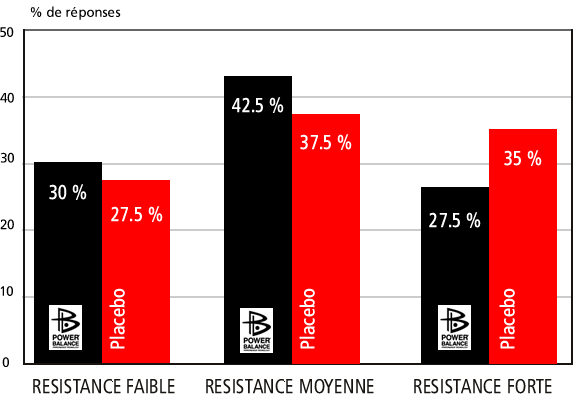 % de réponses
50
40
30
20
10
0
30 %
27.5 %
42.5 %
37.5 %
27.5 %
35 %
POWER
BALANCE
Placebo
POWER
BALANCE
Placebo
POWER
BALANCE
Placebo
RESISTANCE FAIBLE
RESISTANCE MOYENNE
RESISTANCE FORTE